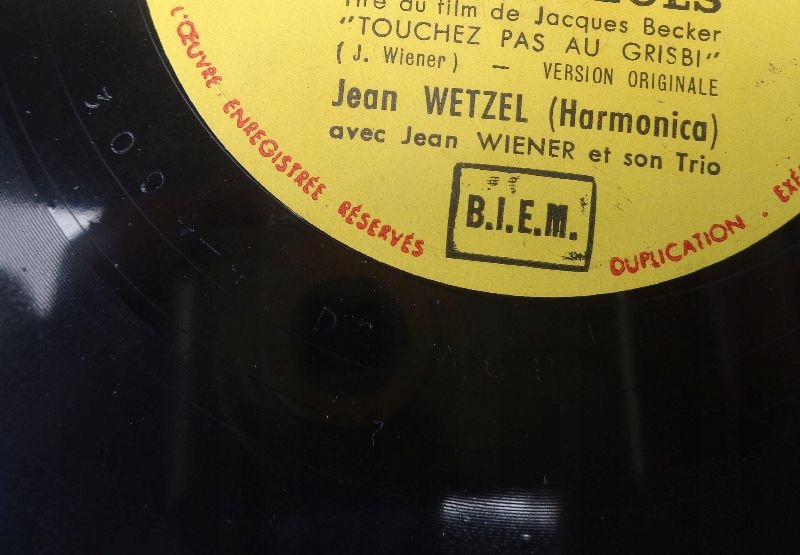 Tiré du film de Jacques Becker
"TOUCHEZ PAS AU GRISBI"
( J. Wiener ) — VERSION ORIGINALE
Jean WETZEL (Harmonica)
avec Jean WIENER et son Trio
B.I.E.M.
L'ŒUVRE ENREGISTRÉE RÉSERVÉS
DUPLICATION .
309